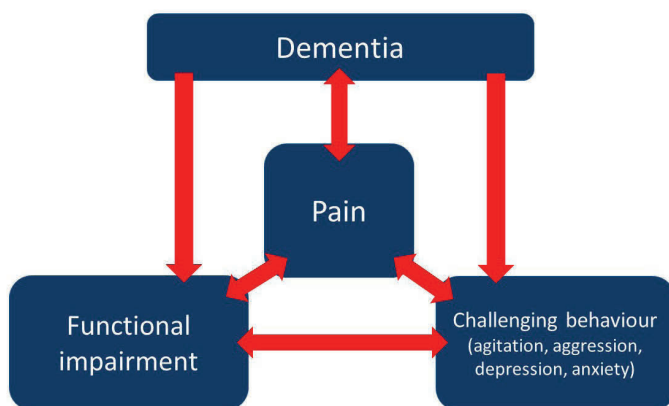 Dementia
Pain
Functional
impairment
Challenging behaviour
(agitation, aggression,
depression, anxiety)